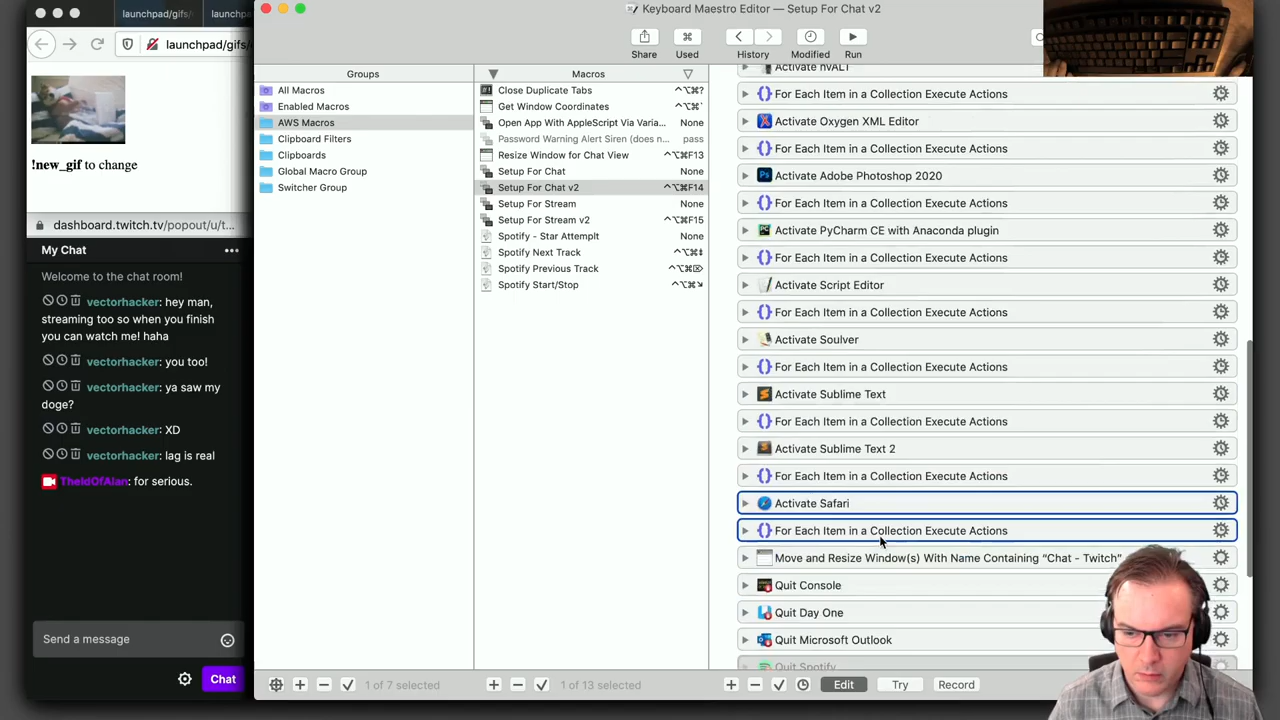 launchpad/gifs/
launchpad/gifs/
launchpad/gifs/
!new_gif to change
dashboard.twitch.tv/popout/u/t...
My Chat
Welcome to the chat room!
vectorhacker: hey man,
streaming too so when you finish
you can watch me! haha
vectorhacker: you too!
vectorhacker: ya saw my
doge?
vectorhacker: XD
vectorhacker: lag is real
TheIdOfAlan: for serious.
Send a message
Chat
Keyboard Maestro Editor — Setup For Chat v2
Share
Used
History
Modified
Run
Groups
All Macros
Enabled Macros
AWS Macros
Clipboard Filters
Clipboards
Global Macro Group
Switcher Group
Macros
Close Duplicate Tabs ^⌥⌘?
Get Window Coordinates ^⌥⌘`
Open App With AppleScript Via Varia... None
Password Warning Alert Siren (does n... pass
Resize Window for Chat View ^⌥⌘F13
Setup For Chat None
Setup For Chat v2 ^⌥⌘F14
Setup For Stream None
Setup For Stream v2 ^⌥⌘F15
Spotify - Star Attempt None
Spotify Next Track
Spotify Previous Track ^⌥⌘⌦
Spotify Start/Stop ^⌥⌘↘
Activate nvALT
For Each Item in a Collection Execute Actions
Activate Oxygen XML Editor
For Each Item in a Collection Execute Actions
Activate Adobe Photoshop 2020
For Each Item in a Collection Execute Actions
Activate PyCharm CE with Anaconda plugin
For Each Item in a Collection Execute Actions
Activate Script Editor
For Each Item in a Collection Execute Actions
Activate Soulver
For Each Item in a Collection Execute Actions
Activate Sublime Text
For Each Item in a Collection Execute Actions
Activate Sublime Text 2
For Each Item in a Collection Execute Actions
Activate Safari
For Each Item in a Collection Execute Actions
Move and Resize Window(s) With Name Containing “Chat - Twitch”
Quit Console
Quit Day One
Quit Microsoft Outlook
Quit Spotify
1 of 7 selected
1 of 13 selected
Edit
Try
Record